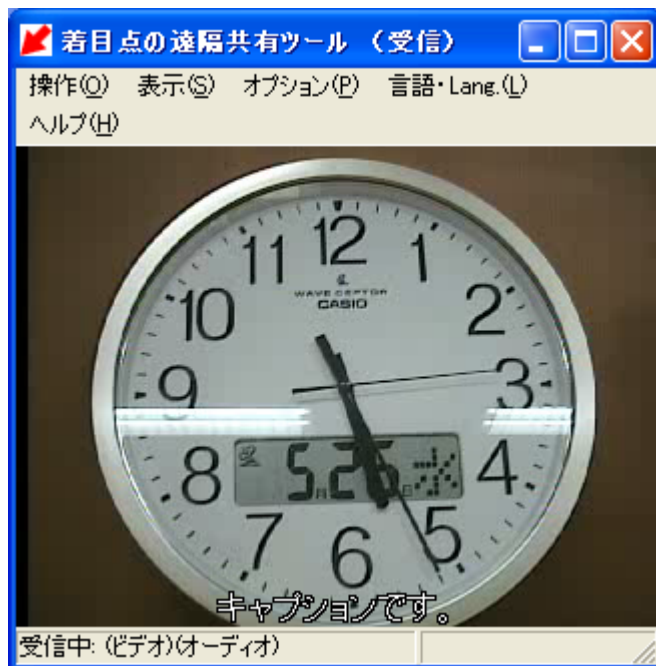 着目点の遠隔共有ツール （受信）
操作(O) 表示(S) オプション(P) 言語・Lang.(L)
ヘルプ(H)
12
11 1
WAVE CEPTOR
CASIO
10 2
9 3
8 5月25日 水 4
7 5
6
キャプションです。
受信中: (ビデオ)(オーディオ)